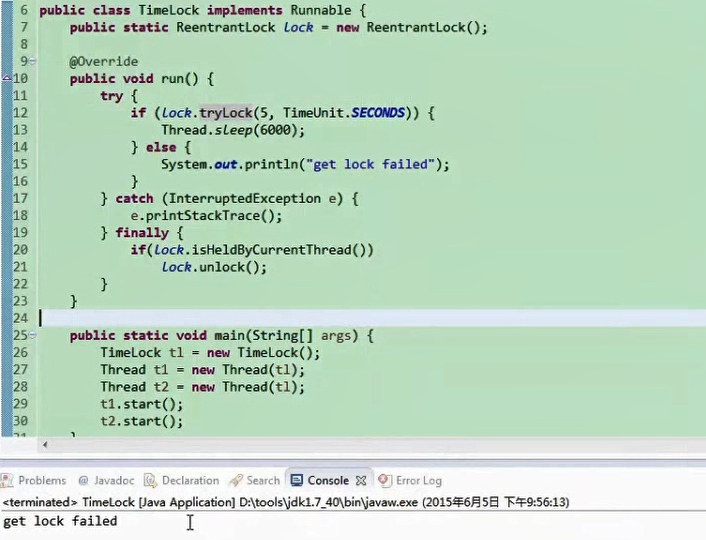 6 public class TimeLock implements Runnable {
7 public static ReentrantLock lock = new ReentrantLock();
8
9 @Override
10 public void run() {
11 try {
12 if (lock.tryLock(5, TimeUnit.SECONDS)) {
13 Thread.sleep(6000);
14 } else {
15 System.out.println("get lock failed");
16 }
17 } catch (InterruptedException e) {
18 e.printStackTrace();
19 } finally {
20 if(lock.isHeldByCurrentThread())
21 lock.unlock();
22 }
23 }
24
25 public static void main(String[] args) {
26 TimeLock tl = new TimeLock();
27 Thread t1 = new Thread(tl);
28 Thread t2 = new Thread(tl);
29 t1.start();
30 t2.start();
31 }
Problems @ Javadoc Declaration Search Console Error Log
<terminated> TimeLock [Java Application] D:\tools\jdk1.7_40\bin\javaw.exe (2015年6月5日 下午9:56:13)
get lock failed